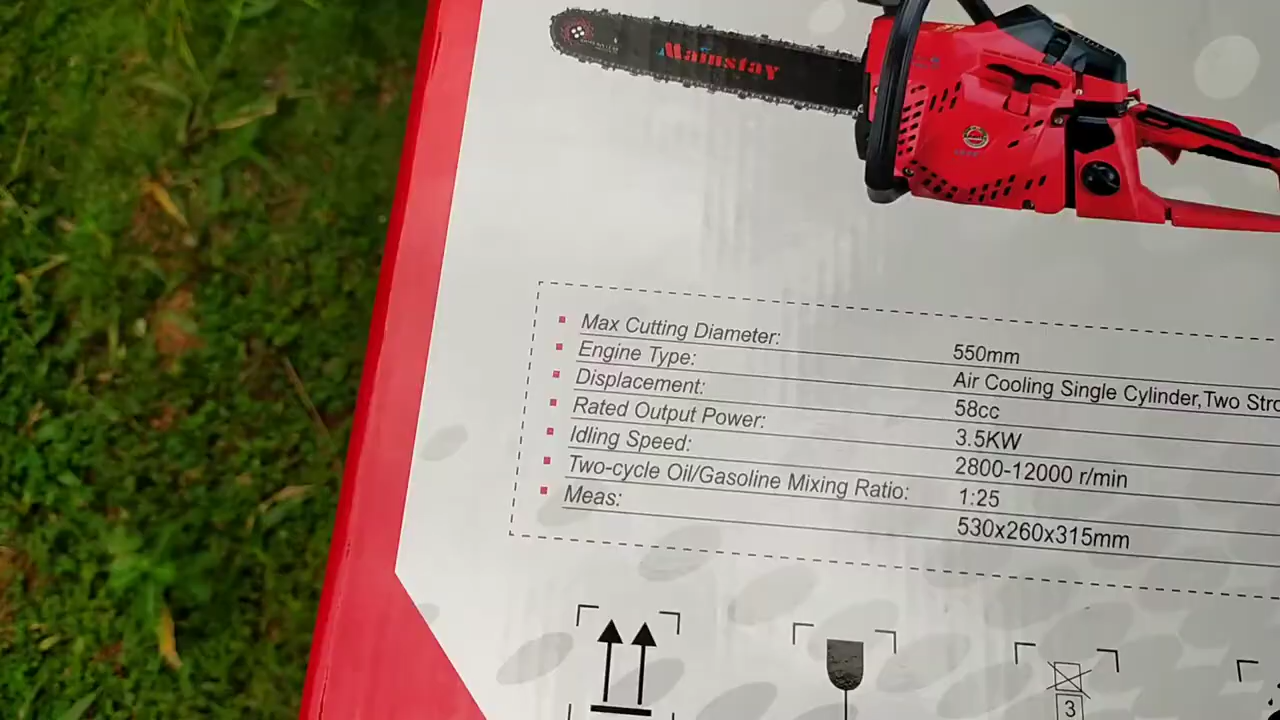 Mainstay
Max Cutting Diameter: 550mm
Engine Type: Air Cooling Single Cylinder,Two Stro
Displacement: 58cc
Rated Output Power: 3.5KW
Idling Speed: 2800-12000 r/min
Two-cycle Oil/Gasoline Mixing Ratio: 1:25
Meas: 530x260x315mm
3